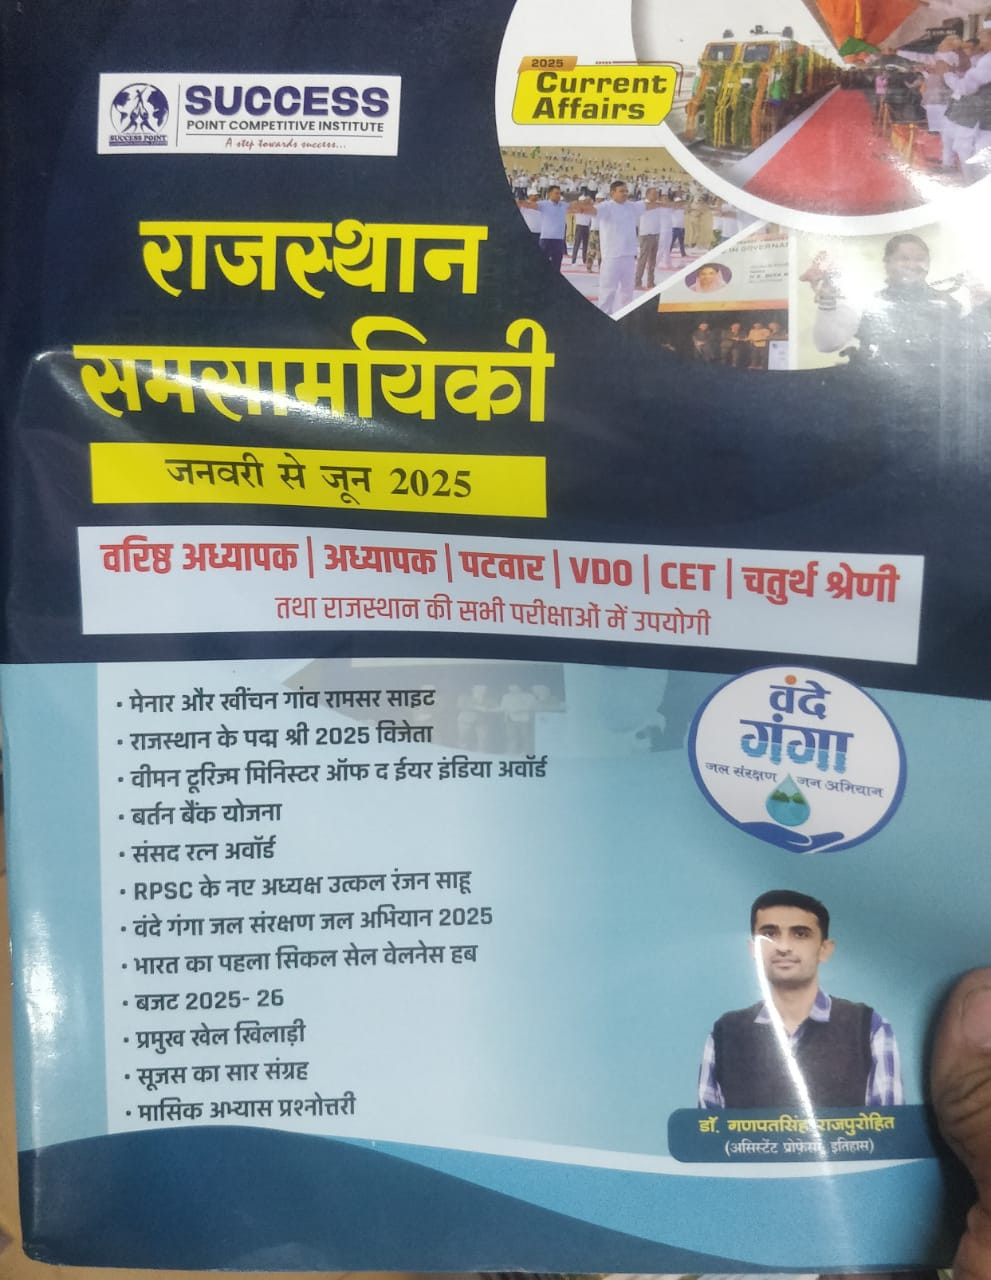 SUCCESS
POINT COMPETITIVE INSTITUTE
A step towards success...
SUCCESS POINT
2025
Current
Affairs
राजस्थान
समसामयिकी
जनवरी से जून 2025
वरिष्ठ अध्यापक | अध्यापक | पटवार | VDO | CET | चतुर्थ श्रेणी
तथा राजस्थान की सभी परीक्षाओं में उपयोगी
• मेनार और खींचन गांव रामसर साइट
• राजस्थान के पद्म श्री 2025 विजेता
• वीमन टूरिज्म मिनिस्टर ऑफ द ईयर इंडिया अवॉर्ड
• बर्तन बैंक योजना
• संसद रत्न अवॉर्ड
• RPSC के नए अध्यक्ष उत्कल रंजन साहू
• वंदे गंगा जल संरक्षण जल अभियान 2025
• भारत का पहला सिकल सेल वेलनेस हब
• बजट 2025- 26
• प्रमुख खेल खिलाड़ी
• सूजस का सार संग्रह
• मासिक अभ्यास प्रश्नोत्तरी
वंदे
गंगा
जल संरक्षण जन अभियान
डॉ. गणपतसिंह राजपुरोहित
(असिस्टेंट प्रोफेसर, इतिहास)